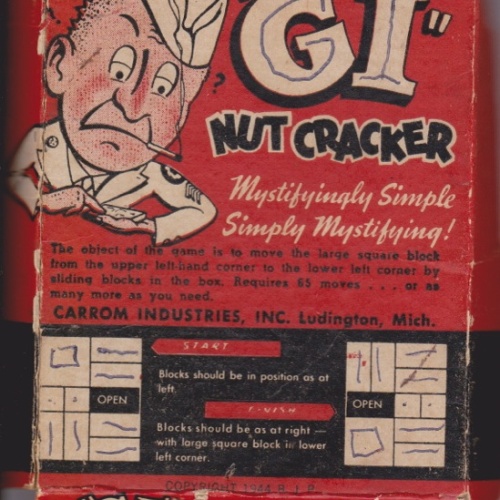 "GI"
NUT CRACKER
Mystifyingly Simple
Simply Mystifying!
The object of the game is to move the large square block
from the upper left-hand corner to the lower left corner by
sliding blocks in the box. Requires 65 moves . . . or as
many more as you need.
CARROM INDUSTRIES, INC. Ludington, Mich.
START
Blocks should be in position as at
left.
OPEN
FINISH
OPEN
Blocks should be as at right —
with large square block in lower
left corner.
COPYRIGHT 1944 R.J.P.